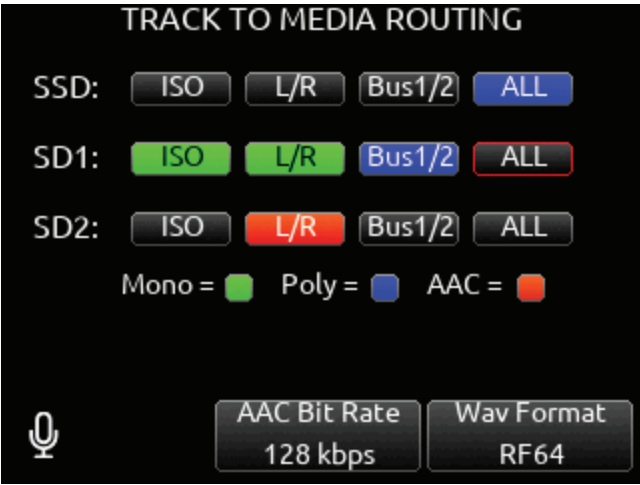 TRACK TO MEDIA ROUTING
SSD: ISO L/R Bus1/2 ALL
SD1: ISO L/R Bus1/2 ALL
SD2: ISO L/R Bus1/2 ALL
Mono = Poly = AAC =
AAC Bit Rate Wav Format
128 kbps RF64